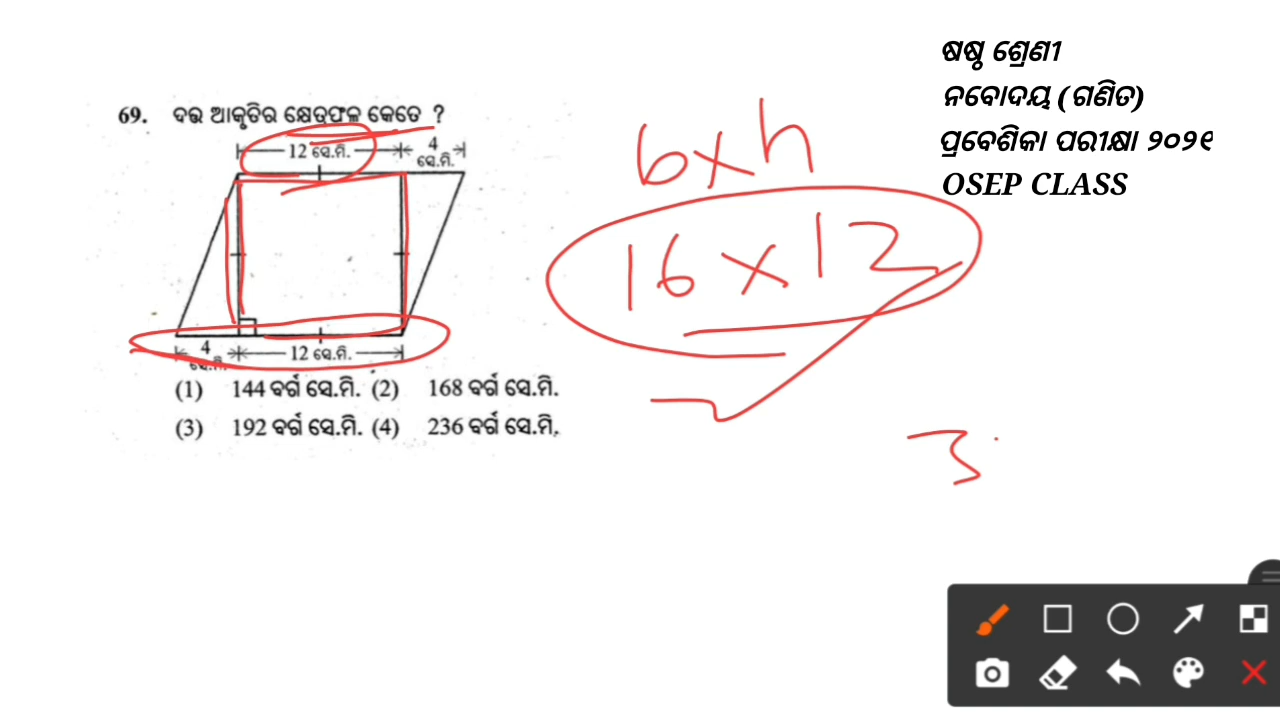 ଷଷ୍ଠ ଶ୍ରେଣୀ
ନବୋଦୟ (ଗଣିତ)
ପ୍ରବେଶିକା ପରୀକ୍ଷା ୨୦୨୧
OSEP CLASS
69. ଦତ୍ତ ଆକୃତିର କ୍ଷେତ୍ରଫଳ କେତେ ?
12 ସେ.ମି. 4 ସେ.ମି.
4 12 ସେ.ମି.
(1) 144 ବର୍ଗ ସେ.ମି. (2) 168 ବର୍ଗ ସେ.ମି.
(3) 192 ବର୍ଗ ସେ.ମି. (4) 236 ବର୍ଗ ସେ.ମି.
b×h
16×12
3